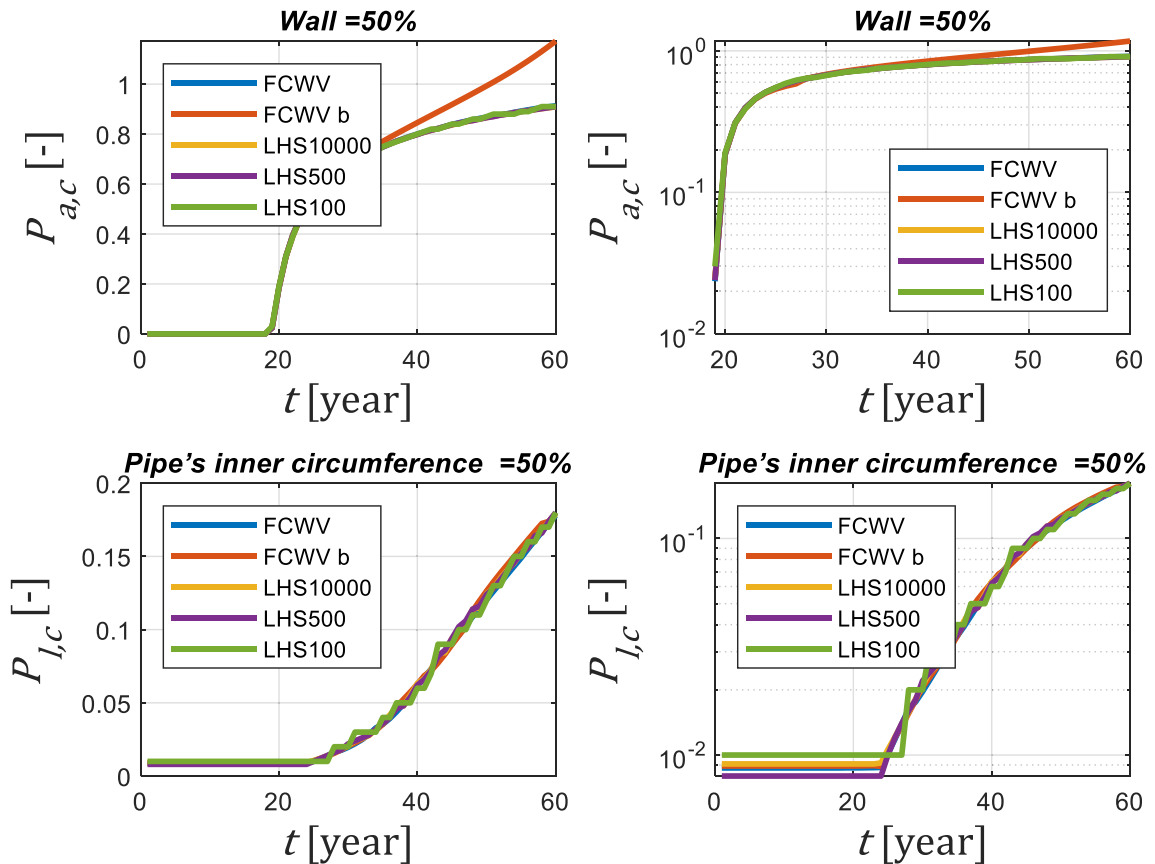 Wall =50%
P a,c [-]
1
0.8
0.6
0.4
0.2
0
FCWV
FCWV b
LHS10000
LHS500
LHS100
0 20 40 60
t [year]
Wall =50%
P a,c [-]
10^0
10^-1
10^-2
FCWV
FCWV b
LHS10000
LHS500
LHS100
20 30 40 50 60
t [year]
Pipe’s inner circumference =50%
P l,c [-]
0.2
0.15
0.1
0.05
0
FCWV
FCWV b
LHS10000
LHS500
LHS100
0 20 40 60
t [year]
Pipe’s inner circumference =50%
P l,c [-]
10^-1
10^-2
FCWV
FCWV b
LHS10000
LHS500
LHS100
0 20 40 60
t [year]